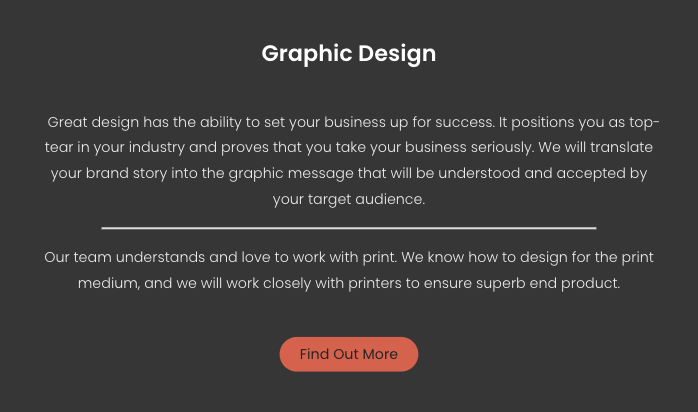 Graphic Design
Great design has the ability to set your business up for success. It positions you as top-
tear in your industry and proves that you take your business seriously. We will translate
your brand story into the graphic message that will be understood and accepted by
your target audience.
Our team understands and love to work with print. We know how to design for the print
medium, and we will work closely with printers to ensure superb end product.
Find Out More